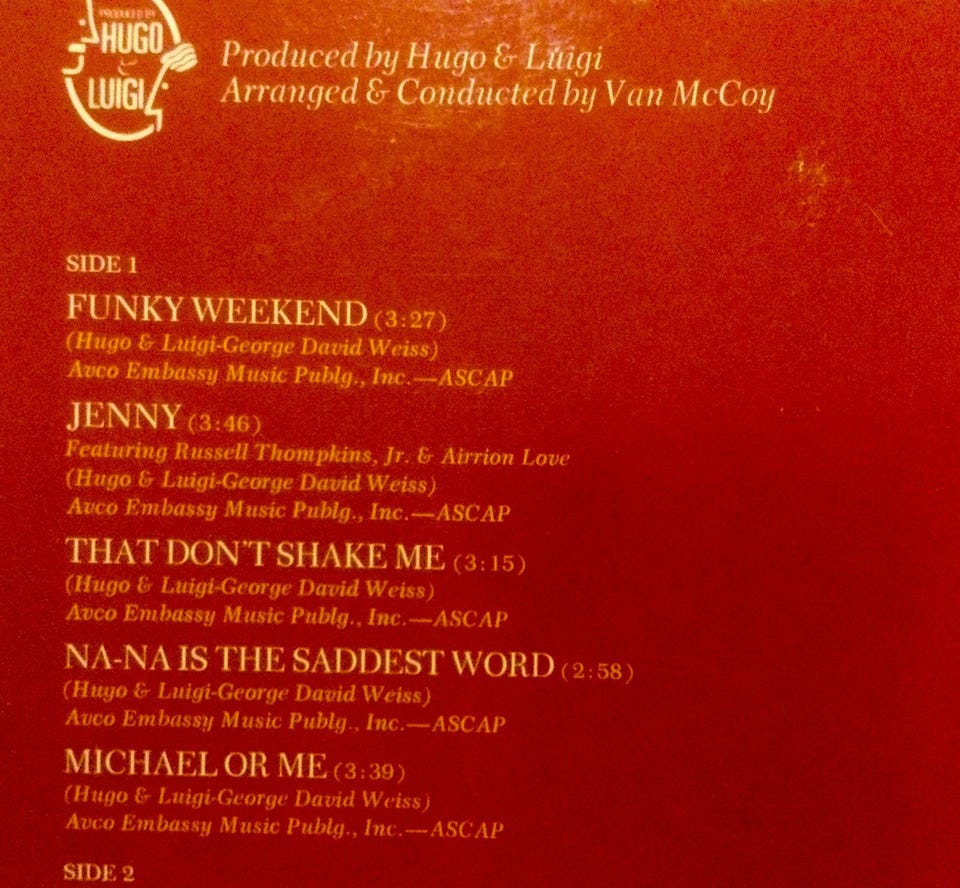 PRODUCED BY
HUGO
&
LUIGI
Produced by Hugo & Luigi
Arranged & Conducted by Van McCoy
SIDE 1
FUNKY WEEKEND (3:27)
(Hugo & Luigi-George David Weiss)
Avco Embassy Music Publg., Inc.—ASCAP
JENNY (3:46)
Featuring Russell Thompkins, Jr. & Airrion Love
(Hugo & Luigi-George David Weiss)
Avco Embassy Music Publg., Inc.—ASCAP
THAT DON'T SHAKE ME (3:15)
(Hugo & Luigi-George David Weiss)
Avco Embassy Music Publg., Inc.—ASCAP
NA-NA IS THE SADDEST WORD (2:58)
(Hugo & Luigi-George David Weiss)
Avco Embassy Music Publg., Inc.—ASCAP
MICHAEL OR ME (3:39)
(Hugo & Luigi-George David Weiss)
Avco Embassy Music Publg., Inc.—ASCAP
SIDE 2